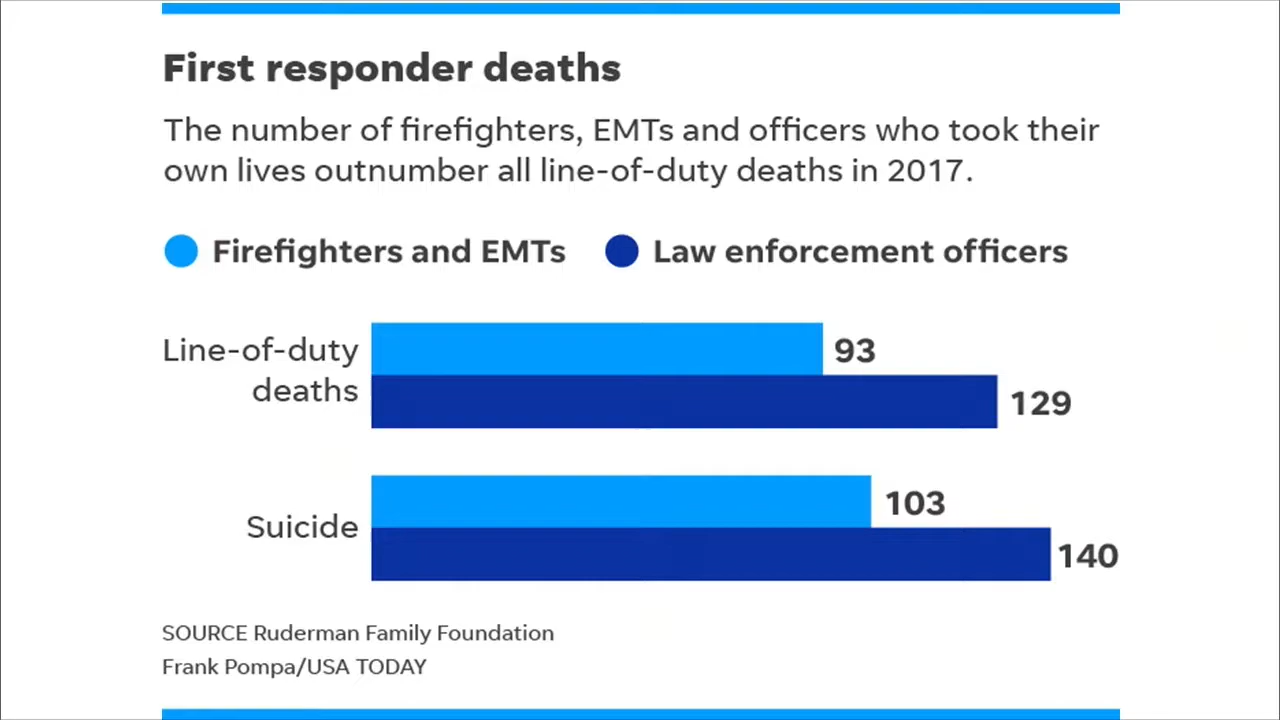 First responder deaths
The number of firefighters, EMTs and officers who took their
own lives outnumber all line-of-duty deaths in 2017.
Firefighters and EMTs Law enforcement officers
Line-of-duty
deaths
93
129
Suicide
103
140
SOURCE Ruderman Family Foundation
Frank Pompa/USA TODAY